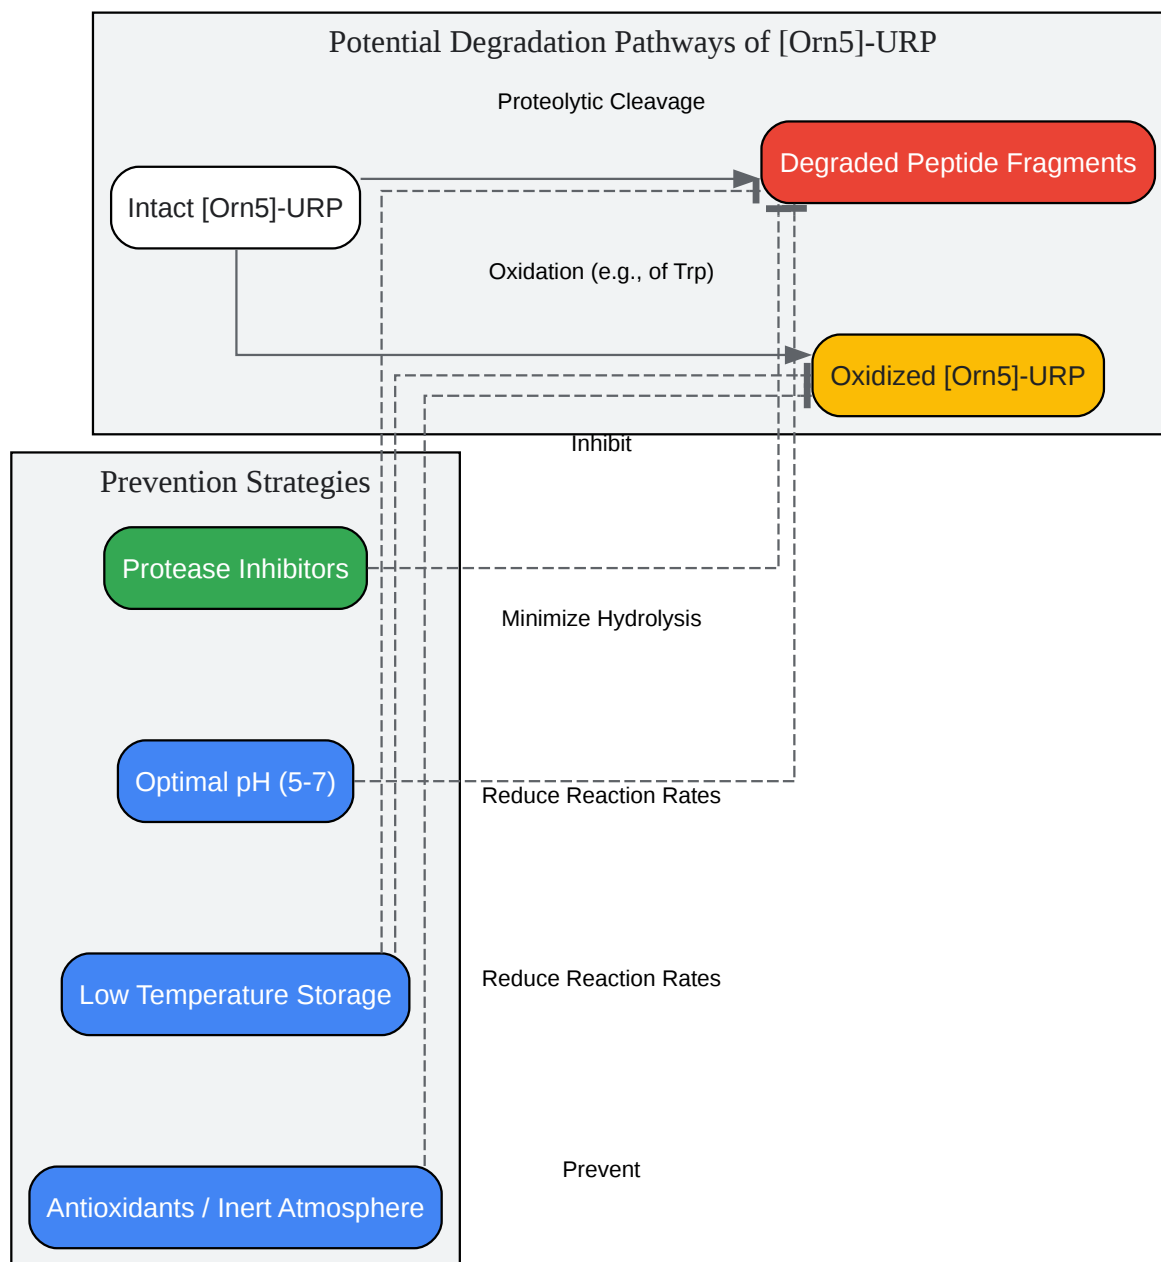 Potential Degradation Pathways of [Orn5]-URP
Proteolytic Cleavage
Degraded Peptide Fragments
Intact [Orn5]-URP
Oxidation (e.g., of Trp)
Oxidized [Orn5]-URP
Inhibit
Prevention Strategies
Protease Inhibitors
Minimize Hydrolysis
Optimal pH (5-7)
Reduce Reaction Rates
Low Temperature Storage
Reduce Reaction Rates
Prevent
Antioxidants / Inert Atmosphere